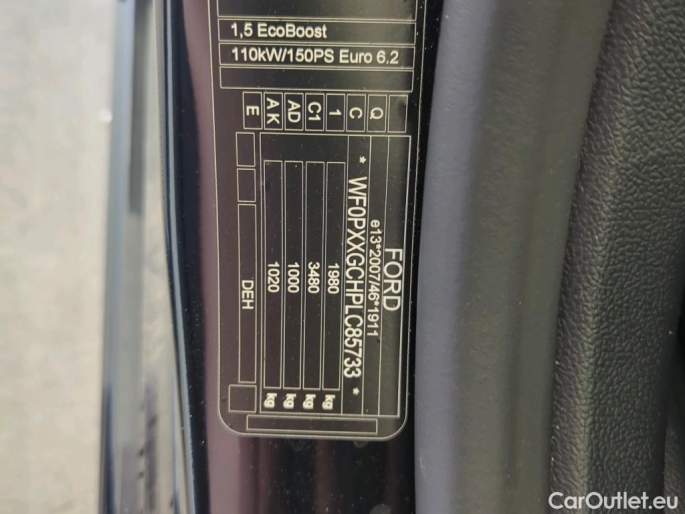 1,5 EcoBoost
110kW/150PS Euro 6,2
FORD
e13*2007/46*1911
* WF0PXXGCHPLC85733 *
1980 kg
3480 kg
1000 kg
1020 kg
DEH
Q
C
1
C1
AD
A K
E
CarOutlet.eu